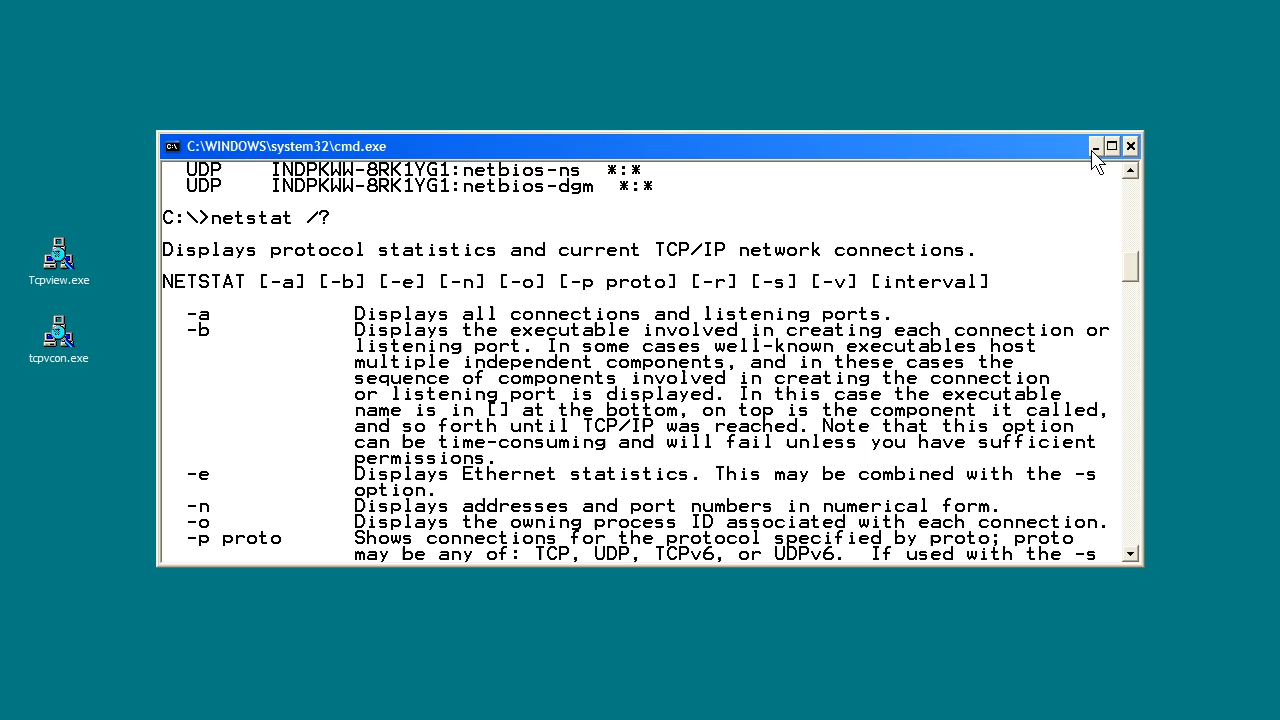 C:\WINDOWS\system32\cmd.exe
UDP INDPKWW-8RK1YG1:netbios-ns *:*
UDP INDPKWW-8RK1YG1:netbios-dgm *:*
C:\>netstat /?
Displays protocol statistics and current TCP/IP network connections.
NETSTAT [-a] [-b] [-e] [-n] [-o] [-p proto] [-r] [-s] [-v] [interval]
-a Displays all connections and listening ports.
-b Displays the executable involved in creating each connection or
listening port. In some cases well-known executables host
multiple independent components, and in these cases the
sequence of components involved in creating the connection
or listening port is displayed. In this case the executable
name is in [] at the bottom, on top is the component it called,
and so forth until TCP/IP was reached. Note that this option
can be time-consuming and will fail unless you have sufficient
permissions.
-e Displays Ethernet statistics. This may be combined with the -s
option.
-n Displays addresses and port numbers in numerical form.
-o Displays the owning process ID associated with each connection.
-p proto Shows connections for the protocol specified by proto; proto
may be any of: TCP, UDP, TCPv6, or UDPv6. If used with the -s
Tcpview.exe
tcpvcon.exe